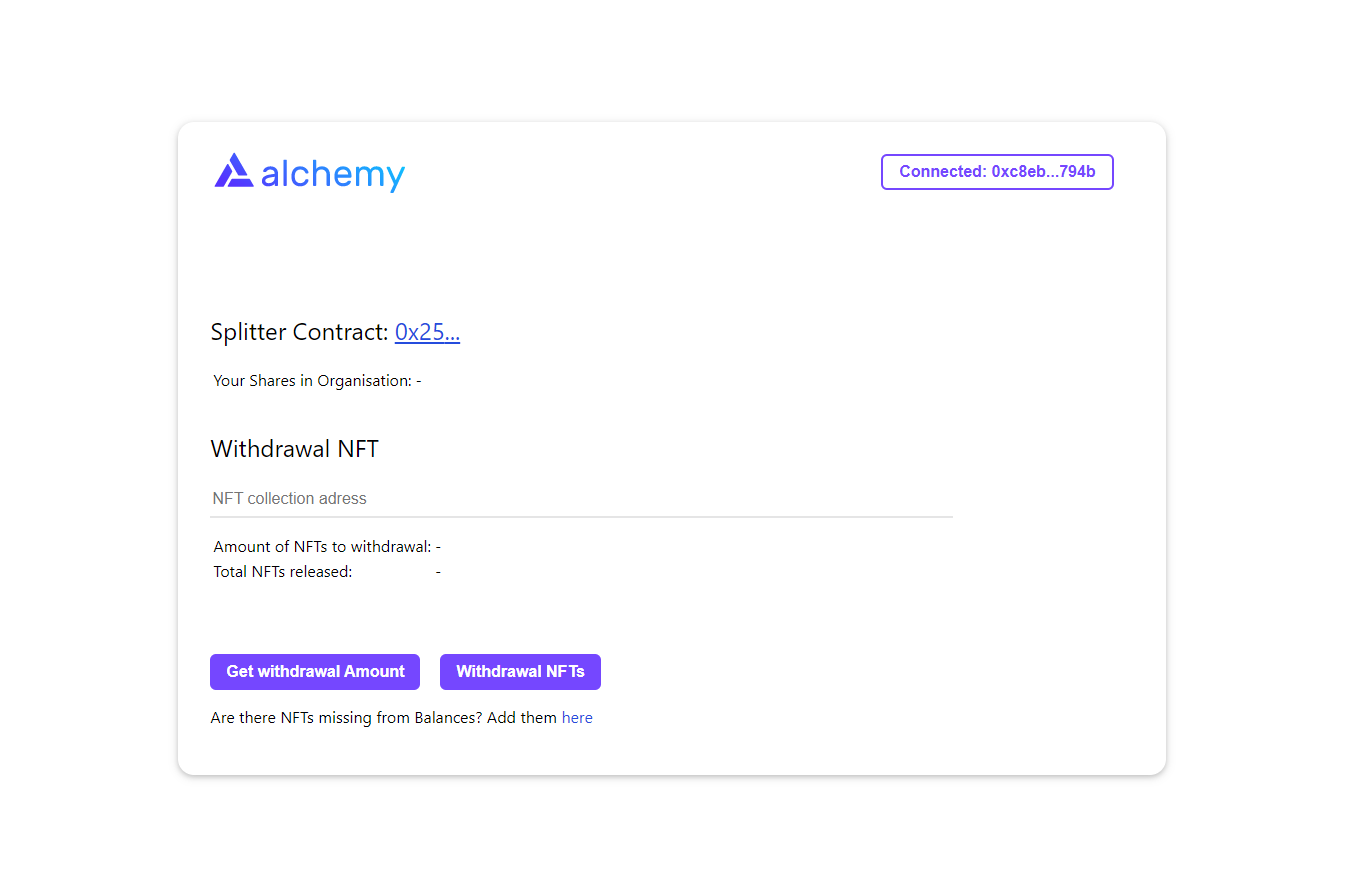 alchemy
Connected: 0xc8eb...794b
Splitter Contract: 0x25...
Your Shares in Organisation: -
Withdrawal NFT
NFT collection adress
Amount of NFTs to withdrawal: -
Total NFTs released: -
Get withdrawal Amount
Withdrawal NFTs
Are there NFTs missing from Balances? Add them here